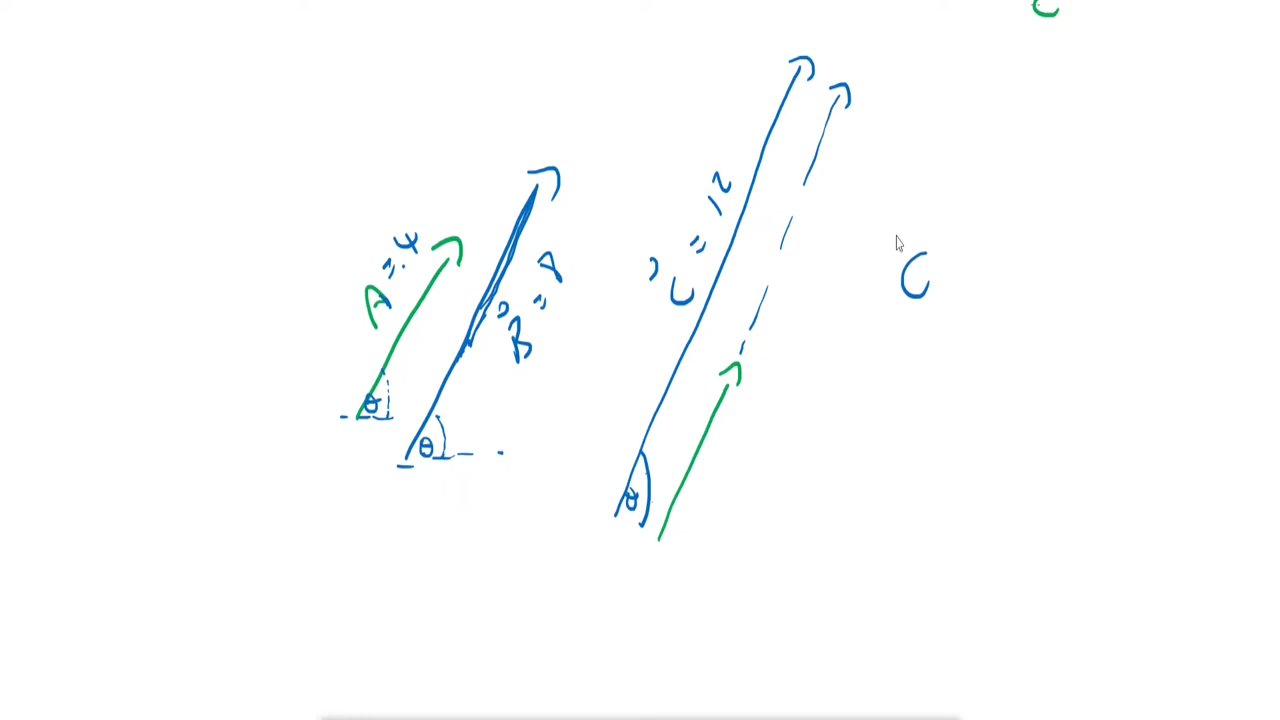 C
A = 4
θ
"B" = 8
θ
"C" = 12
θ
C